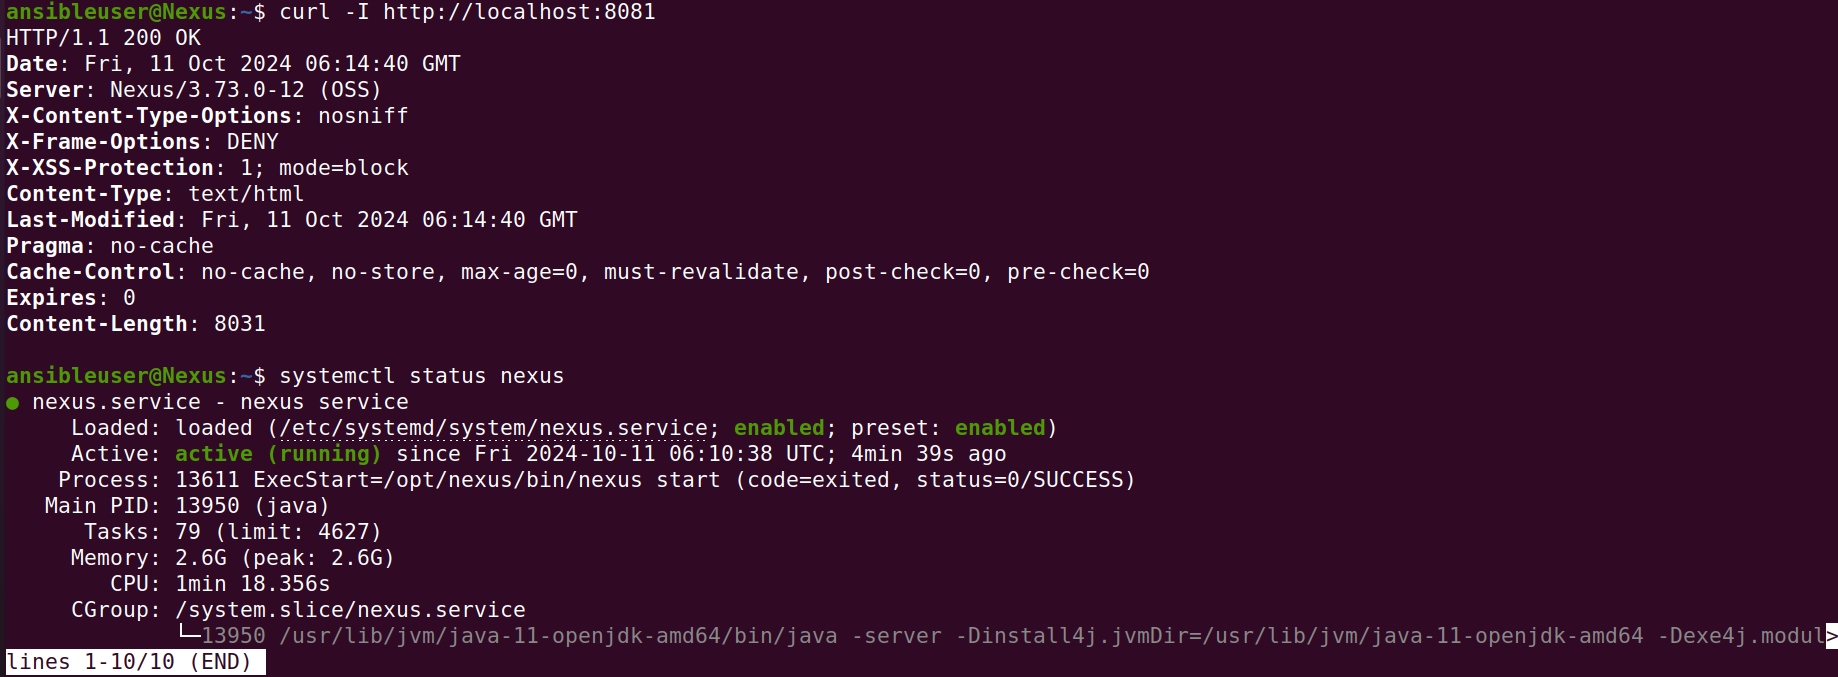 ansibleuser@Nexus:~$ curl -I http://localhost:8081
HTTP/1.1 200 OK
Date: Fri, 11 Oct 2024 06:14:40 GMT
Server: Nexus/3.73.0-12 (OSS)
X-Content-Type-Options: nosniff
X-Frame-Options: DENY
X-XSS-Protection: 1; mode=block
Content-Type: text/html
Last-Modified: Fri, 11 Oct 2024 06:14:40 GMT
Pragma: no-cache
Cache-Control: no-cache, no-store, max-age=0, must-revalidate, post-check=0, pre-check=0
Expires: 0
Content-Length: 8031
ansibleuser@Nexus:~$ systemctl status nexus
● nexus.service - nexus service
Loaded: loaded (/etc/systemd/system/nexus.service; enabled; preset: enabled)
Active: active (running) since Fri 2024-10-11 06:10:38 UTC; 4min 39s ago
Process: 13611 ExecStart=/opt/nexus/bin/nexus start (code=exited, status=0/SUCCESS)
Main PID: 13950 (java)
Tasks: 79 (limit: 4627)
Memory: 2.6G (peak: 2.6G)
CPU: 1min 18.356s
CGroup: /system.slice/nexus.service
└─13950 /usr/lib/jvm/java-11-openjdk-amd64/bin/java -server -Dinstall4j.jvmDir=/usr/lib/jvm/java-11-openjdk-amd64 -Dexe4j.modul>
lines 1-10/10 (END)